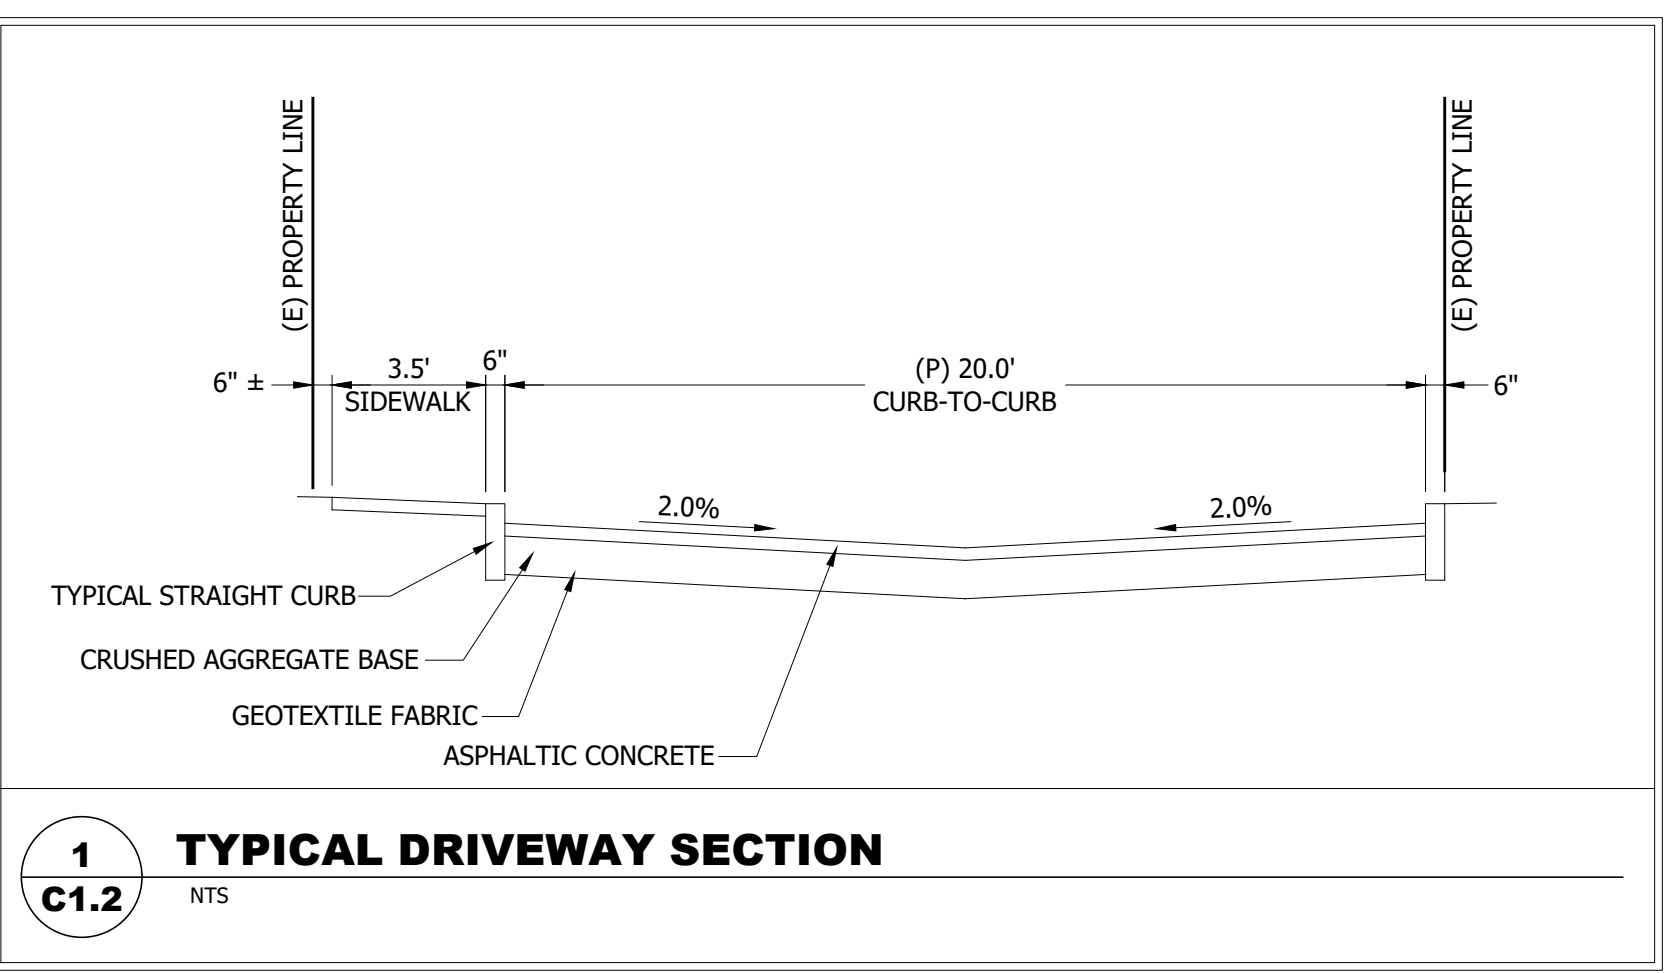 (E) PROPERTY LINE
(E) PROPERTY LINE
6" ±
3.5'
SIDEWALK
6"
(P) 20.0'
CURB-TO-CURB
6"
2.0%
2.0%
TYPICAL STRAIGHT CURB
CRUSHED AGGREGATE BASE
GEOTEXTILE FABRIC
ASPHALTIC CONCRETE
1
C1.2
TYPICAL DRIVEWAY SECTION
NTS